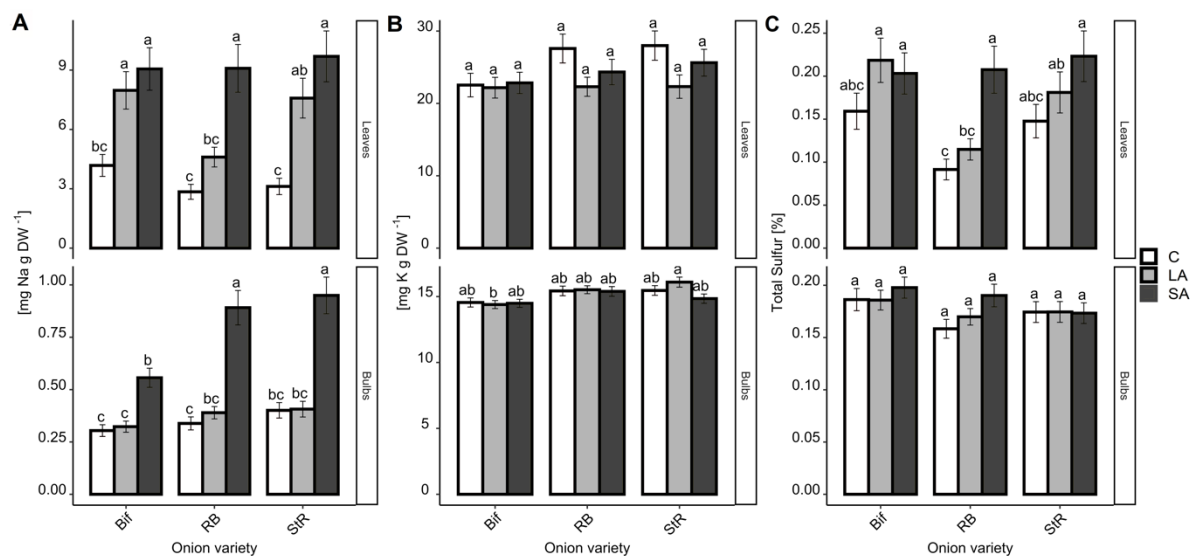 A
[mg Na g DW ⁻¹]
9
6
3
0
bc
a
a
c
bc
a
c
ab
a
Leaves
1.00
0.75
0.50
0.25
0.00
c
c
b
c
bc
a
bc
bc
a
Bulbs
Bif
RB
StR
Onion variety
B
[mg K g DW ⁻¹]
30
20
10
0
a
a
a
a
a
a
a
a
a
Leaves
15
10
5
0
ab
b
ab
ab
ab
ab
ab
a
ab
Bulbs
Bif
RB
StR
Onion variety
C
Total Sulfur [%]
0.25
0.20
0.15
0.10
0.05
0.00
abc
a
a
c
bc
a
abc
ab
a
Leaves
0.20
0.15
0.10
0.05
0.00
a
a
a
a
a
a
a
a
a
Bulbs
Bif
RB
StR
Onion variety
C
LA
SA